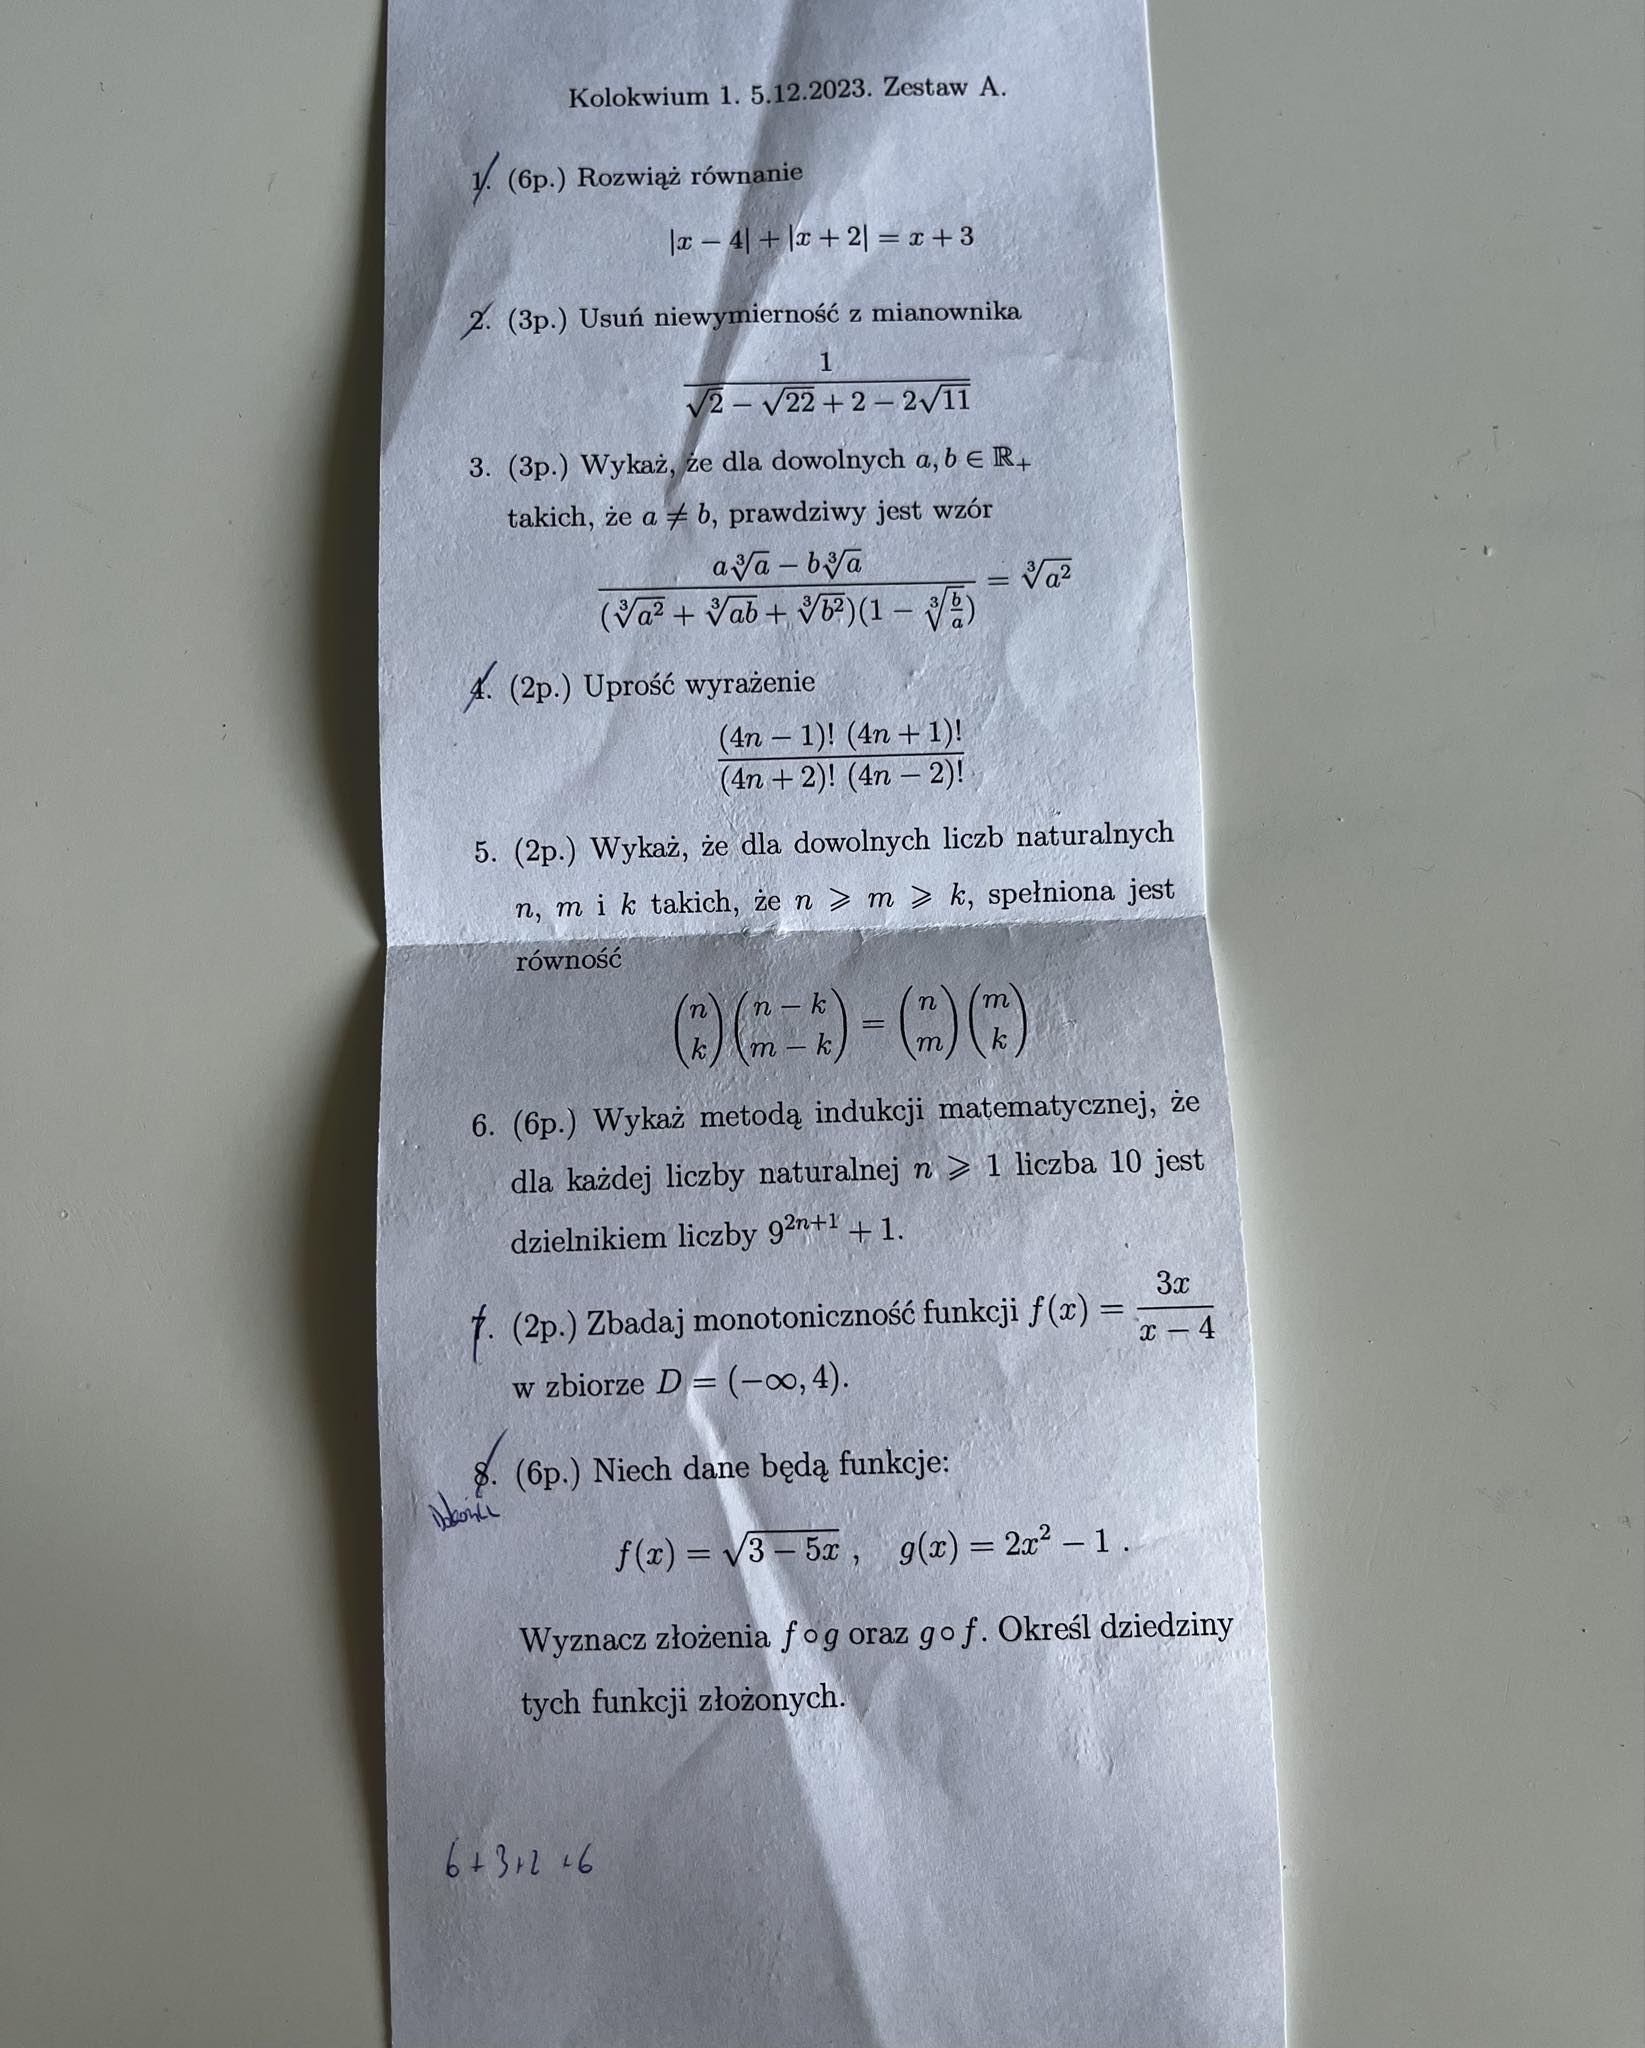 Kolokwium 1. 5.12.2023. Zestaw A.
1. (6p.) Rozwiąż równanie
|x − 4| + |x + 2| = x + 3
2. (3p.) Usuń niewymierność z mianownika
1
√2 − √22 + 2 − 2√11
3. (3p.) Wykaż, że dla dowolnych a, b ∈ ℝ₊
takich, że a ≠ b, prawdziwy jest wzór
a∛a − b∛a
(∛a² + ∛ab + ∛b²)(1 − ∛(b/a)) = ∛a²
4. (2p.) Uprość wyrażenie
(4n − 1)! (4n + 1)!
(4n + 2)! (4n − 2)!
5. (2p.) Wykaż, że dla dowolnych liczb naturalnych
n, m i k takich, że n ⩾ m ⩾ k, spełniona jest
równość
(n k)(n − k m − k) = (n m)(m k)
6. (6p.) Wykaż metodą indukcji matematycznej, że
dla każdej liczby naturalnej n ⩾ 1 liczba 10 jest
dzielnikiem liczby 9²ⁿ⁺¹ + 1.
7. (2p.) Zbadaj monotoniczność funkcji f(x) = 3x / x − 4
w zbiorze D = (−∞, 4).
8. (6p.) Niech dane będą funkcje:
f(x) = √3 − 5x , g(x) = 2x² − 1 .
Wyznacz złożenia f ∘ g oraz g ∘ f. Określ dziedziny
tych funkcji złożonych.
6+3+2+6